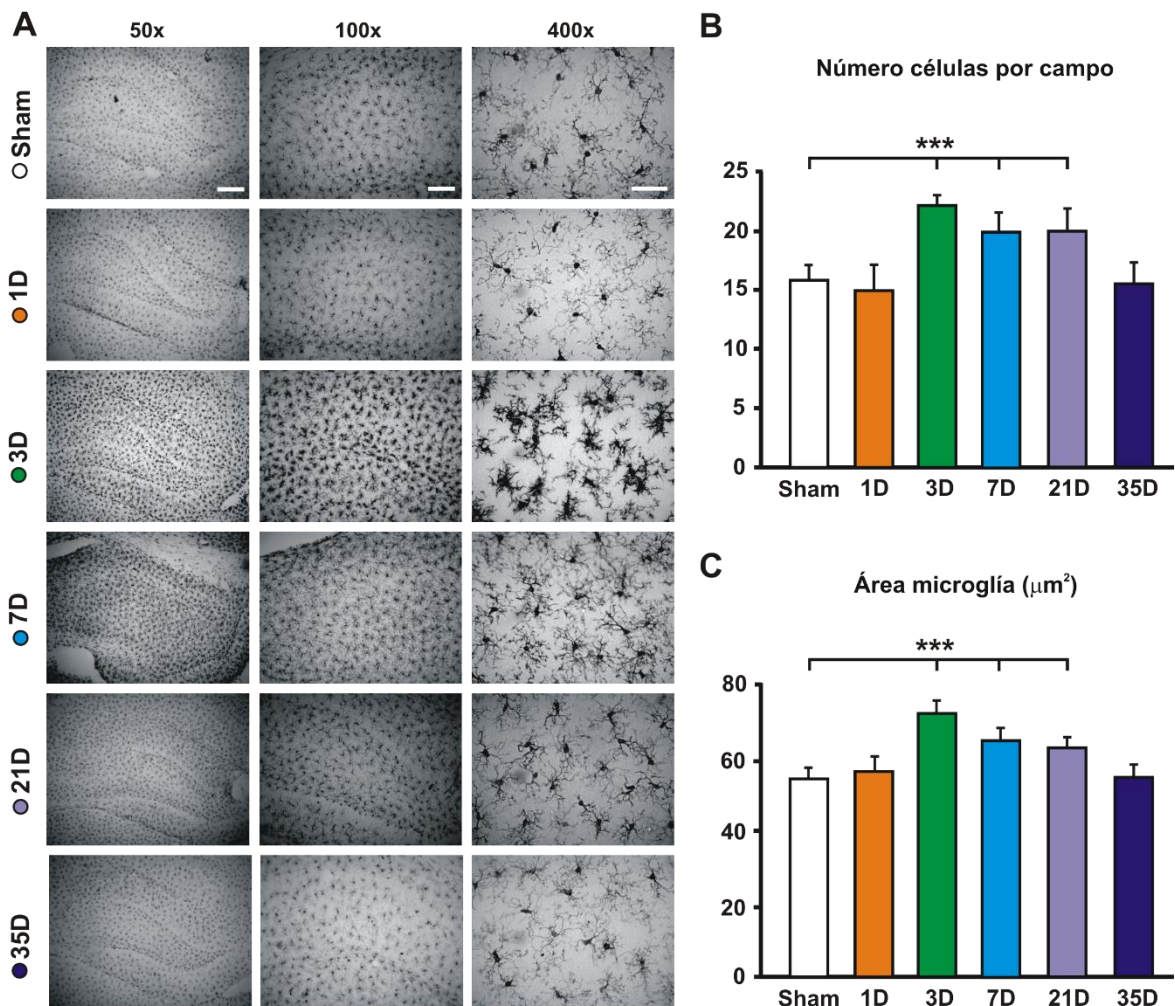 A
50x
100x
400x
Sham
1D
3D
7D
21D
35D
B
Número células por campo
***
25
20
15
10
5
0
Sham 1D 3D 7D 21D 35D
C
Área microglía (μm²)
***
80
60
40
20
0
Sham 1D 3D 7D 21D 35D